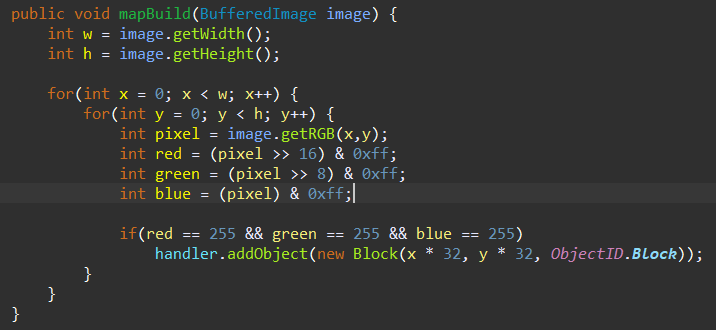 public void mapBuild(BufferedImage image) {
    int w = image.getWidth();
    int h = image.getHeight();

    for(int x = 0; x < w; x++) {
        for(int y = 0; y < h; y++) {
            int pixel = image.getRGB(x,y);
            int red = (pixel >> 16) & 0xff;
            int green = (pixel >> 8) & 0xff;
            int blue = (pixel) & 0xff;

            if(red == 255 && green == 255 && blue == 255)
                handler.addObject(new Block(x * 32, y * 32, ObjectID.Block));
        }
    }
}